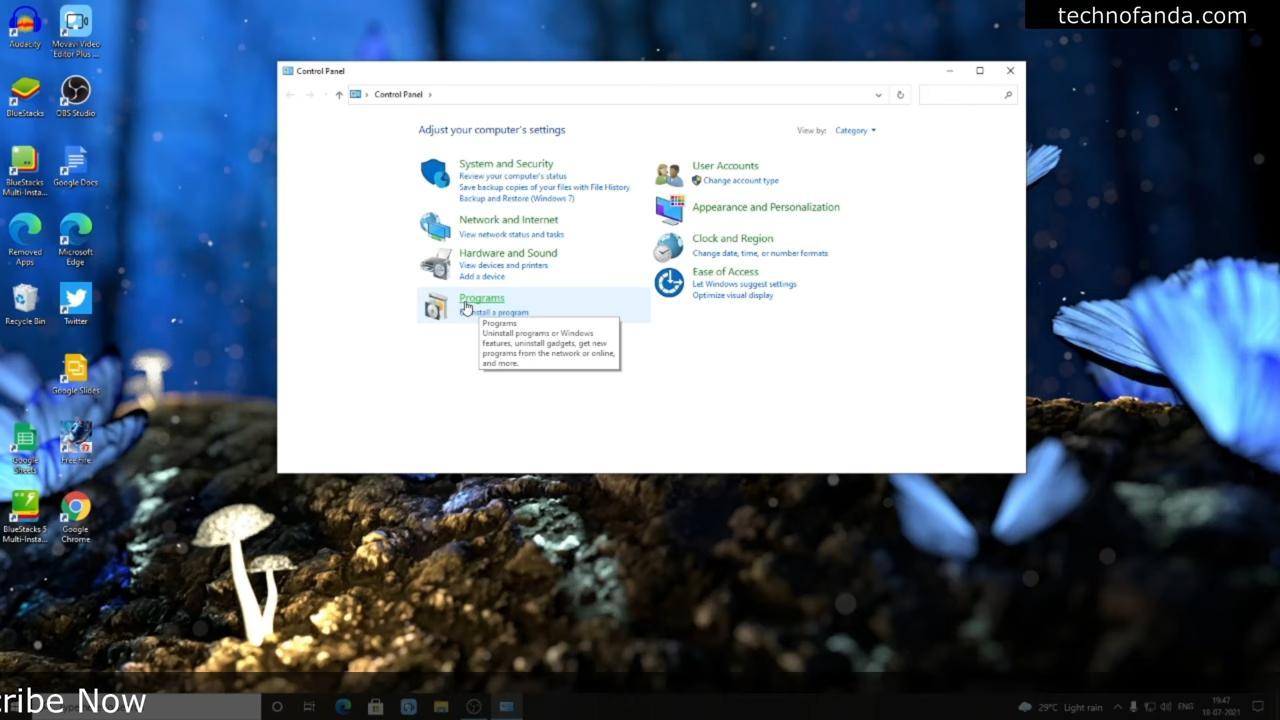 technofanda.com
Audacity
Movavi Video
Editor Plus ...
BlueStacks
OBS Studio
BlueStacks
Multi-Insta...
Google Docs
Removed
Apps
Microsoft
Edge
Recycle Bin
Twitter
Google Slides
Google
Sheets
Free Fire
BlueStacks 5
Multi-Insta...
Google
Chrome
Control Panel
Control Panel
Adjust your computer's settings
View by: Category
System and Security
Review your computer's status
Save backup copies of your files with File History
Backup and Restore (Windows 7)
Network and Internet
View network status and tasks
Hardware and Sound
View devices and printers
Add a device
Programs
stall a program
Programs
Uninstall programs or Windows
features, uninstall gadgets, get new
programs from the network or online,
and more.
User Accounts
Change account type
Appearance and Personalization
Clock and Region
Change date, time, or number formats
Ease of Access
Let Windows suggest settings
Optimize visual display
cribe Now
29°C Light rain
ENG
19:47
18-07-2021